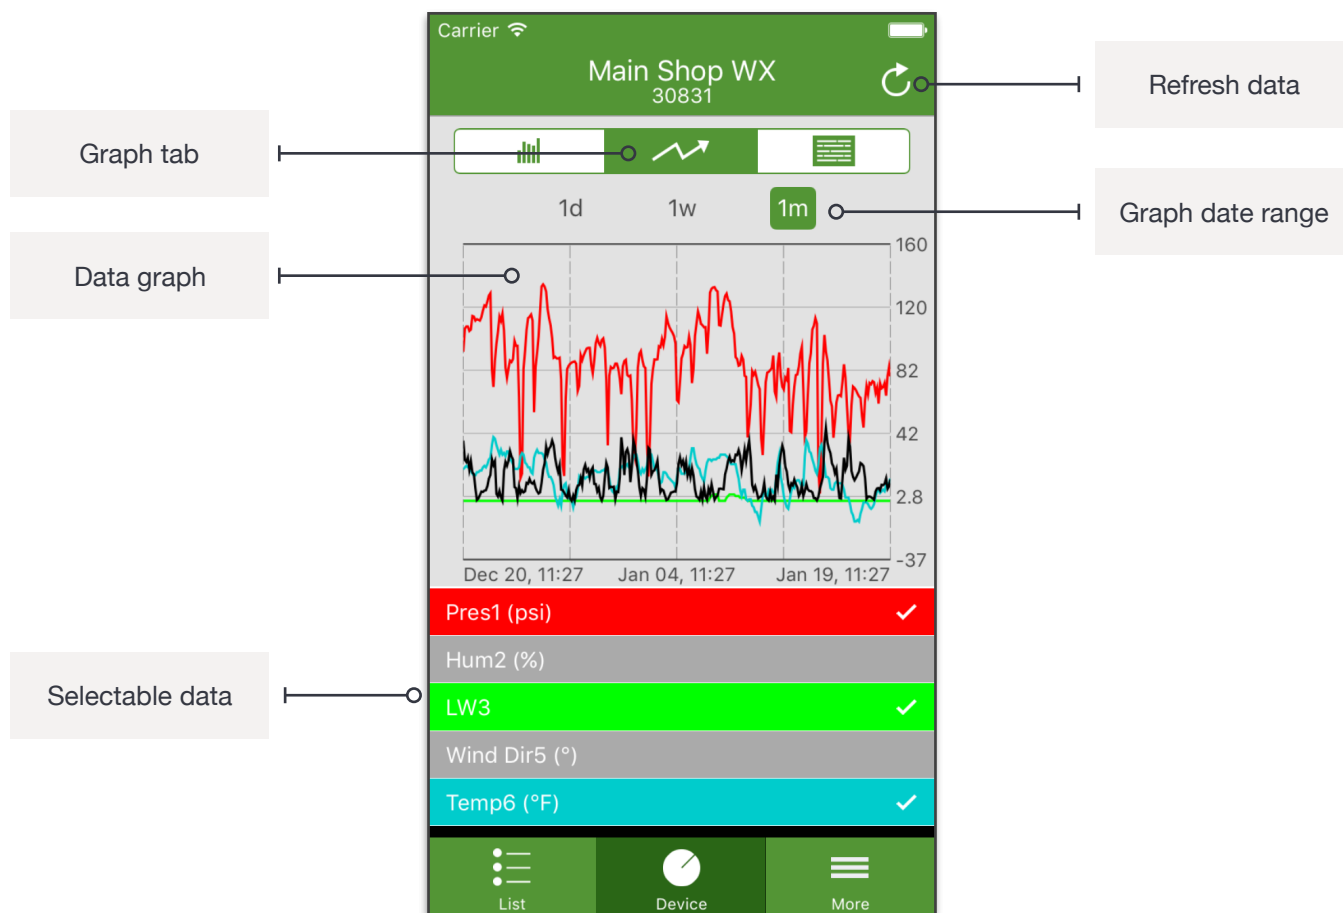 Carrier
Main Shop WX
30831
Refresh data
Graph tab
1d 1w 1m
Graph date range
Data graph
160
120
82
42
2.8
-37
Dec 20, 11:27 Jan 04, 11:27 Jan 19, 11:27
Pres1 (psi)
Hum2 (%)
Selectable data
LW3
Wind Dir5 (°)
Temp6 (°F)
List Device More